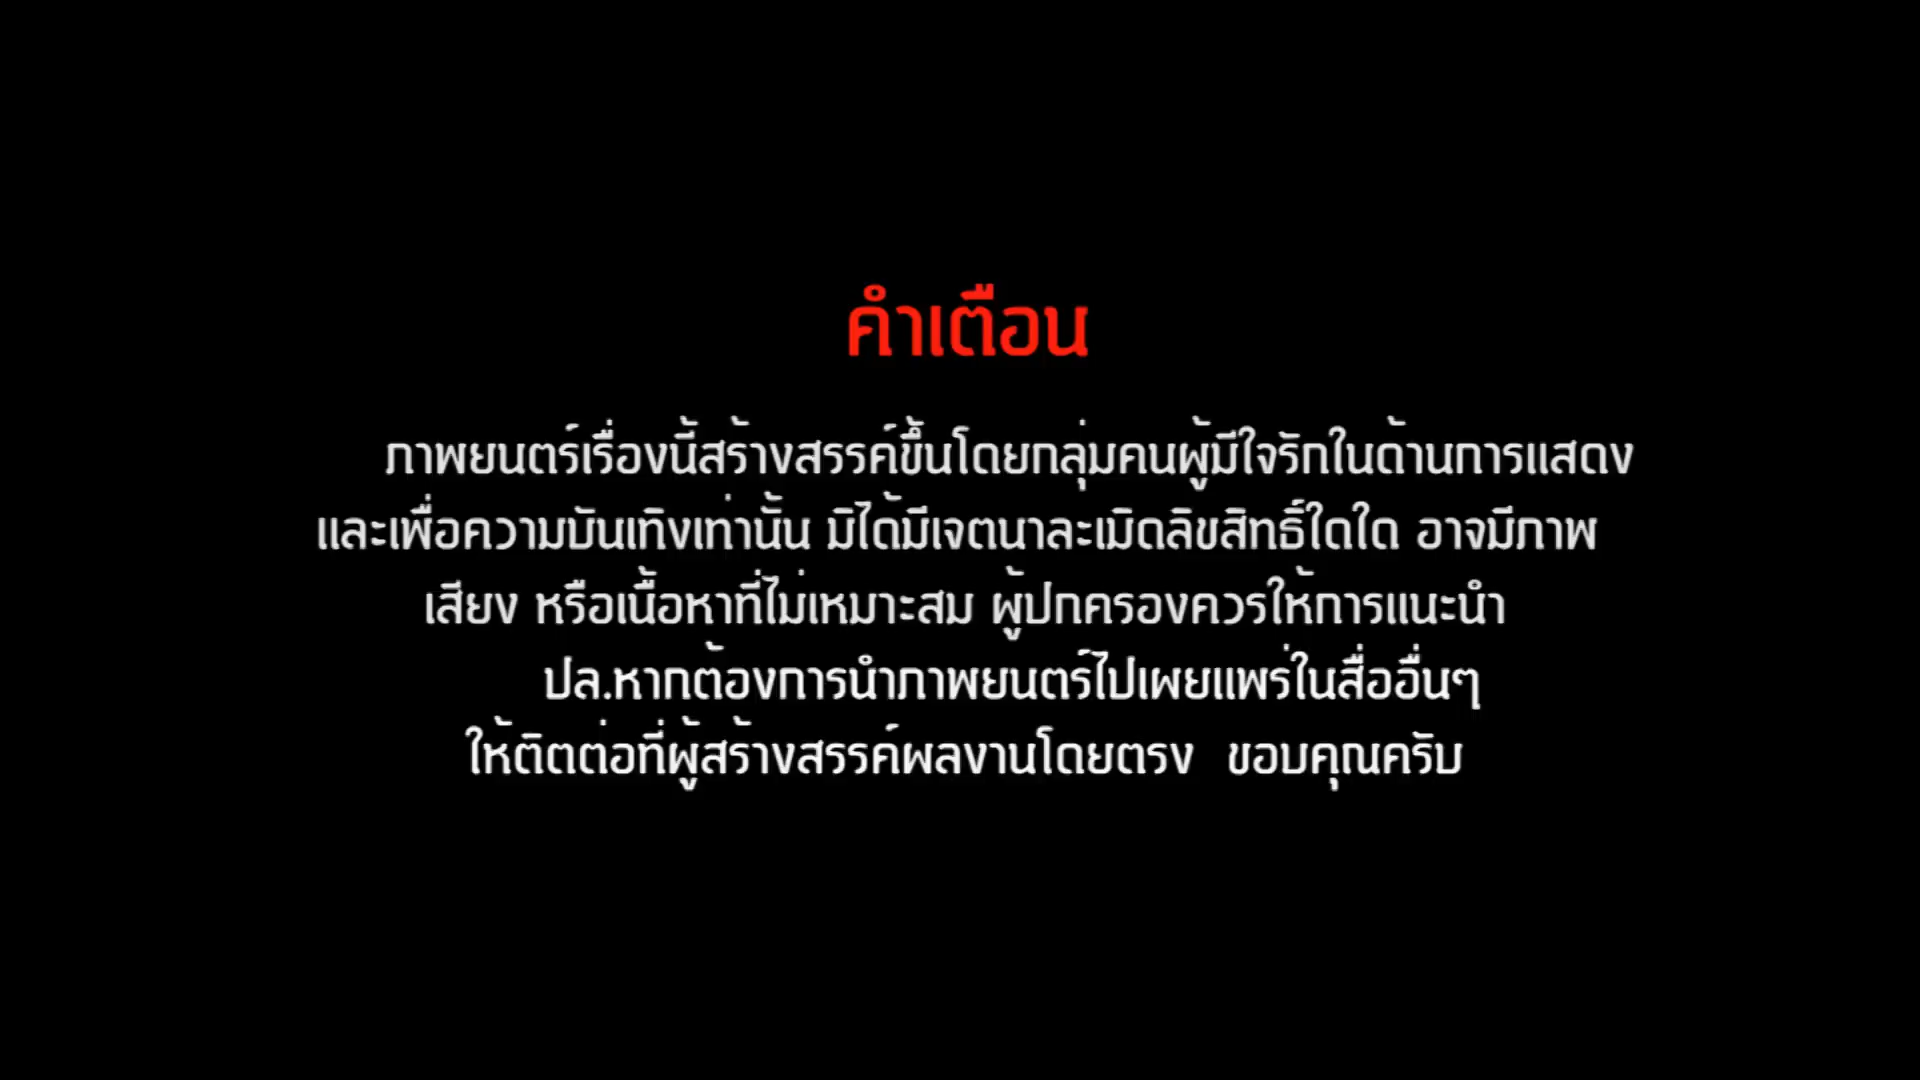 คำเตือน
ภาพยนตร์เรื่องนี้สร้างสรรค์ขึ้นโดยกลุ่มคนผู้มีใจรักในด้านการแสดง
และเพื่อความบันเทิงเท่านั้น มิได้มีเจตนาละเมิดลิขสิทธิ์ใดใด อาจมีภาพ
เสียง หรือเนื้อหาที่ไม่เหมาะสม ผู้ปกครองควรให้การแนะนำ
ปล.หากต้องการนำภาพยนตร์ไปเผยแพร่ในสื่ออื่นๆ
ให้ติตต่อที่ผู้สร้างสรรค์ผลงานโดยตรง  ขอบคุณครับ